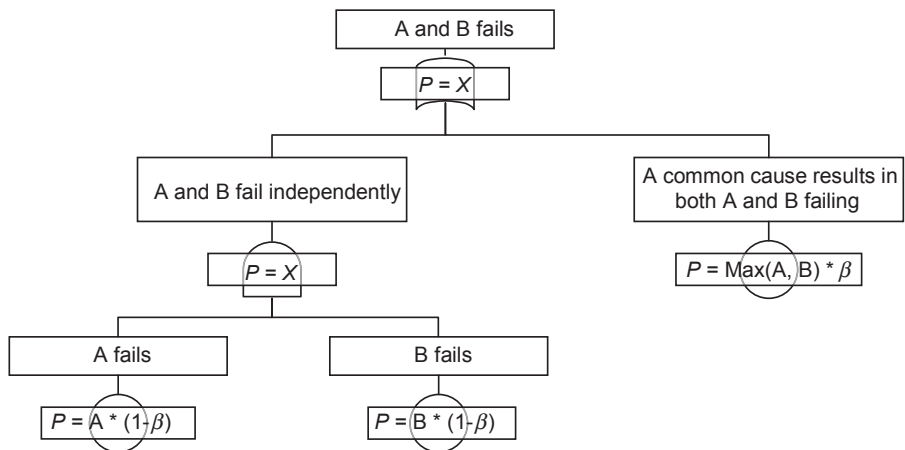 A and B fails
P = X
A and B fail independently
A common cause results in
both A and B failing
P = X
P = Max(A, B) * β
A fails
B fails
P = A * (1-β)
P = B * (1-β)